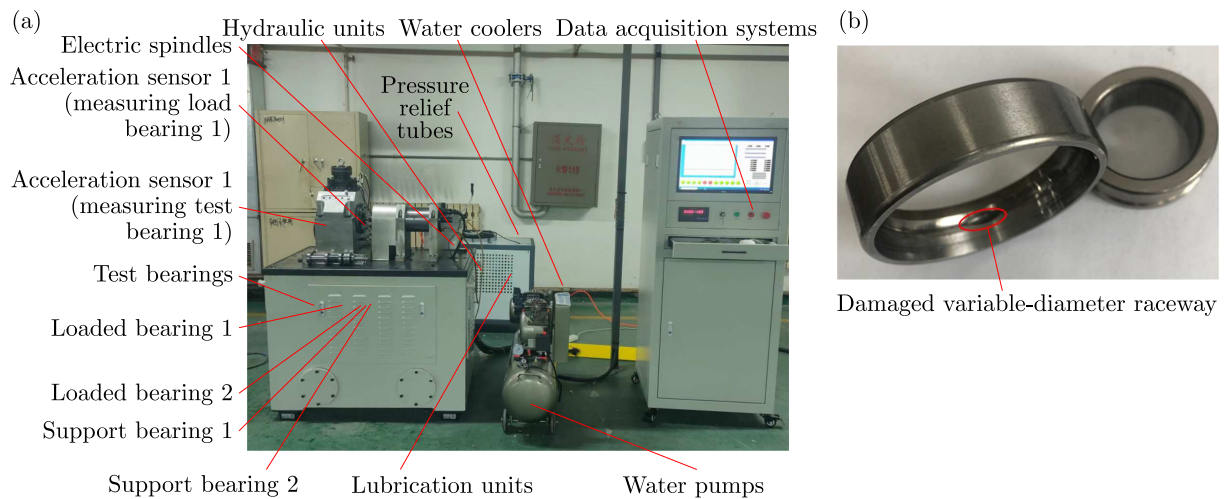 (a)
Hydraulic units
Water coolers
Data acquisition systems
(b)
Electric spindles
Acceleration sensor 1
(measuring load
bearing 1)
Pressure
relief
tubes
Acceleration sensor 1
(measuring test
bearing 1)
Test bearings
Loaded bearing 1
Loaded bearing 2
Support bearing 1
Support bearing 2
Lubrication units
Water pumps
Damaged variable-diameter raceway